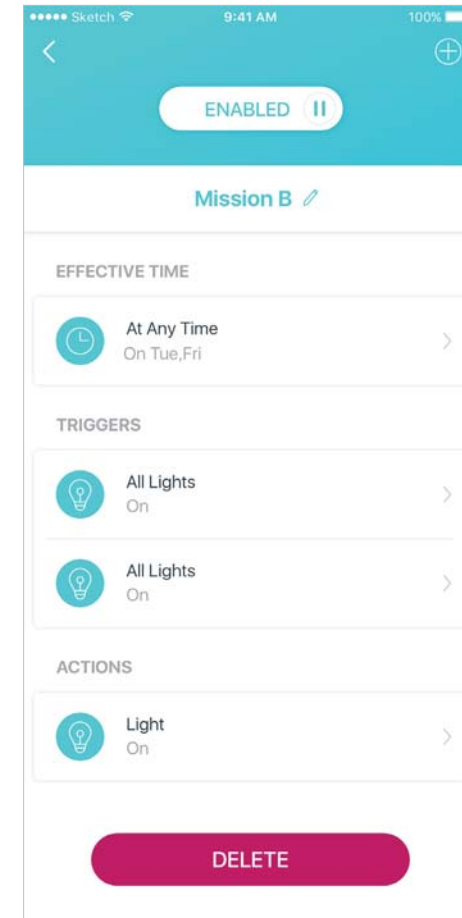 Sketch 9:41 AM 100%
ENABLED
Mission B
EFFECTIVE TIME
At Any Time
On Tue,Fri
TRIGGERS
All Lights
On
All Lights
On
ACTIONS
Light
On
DELETE